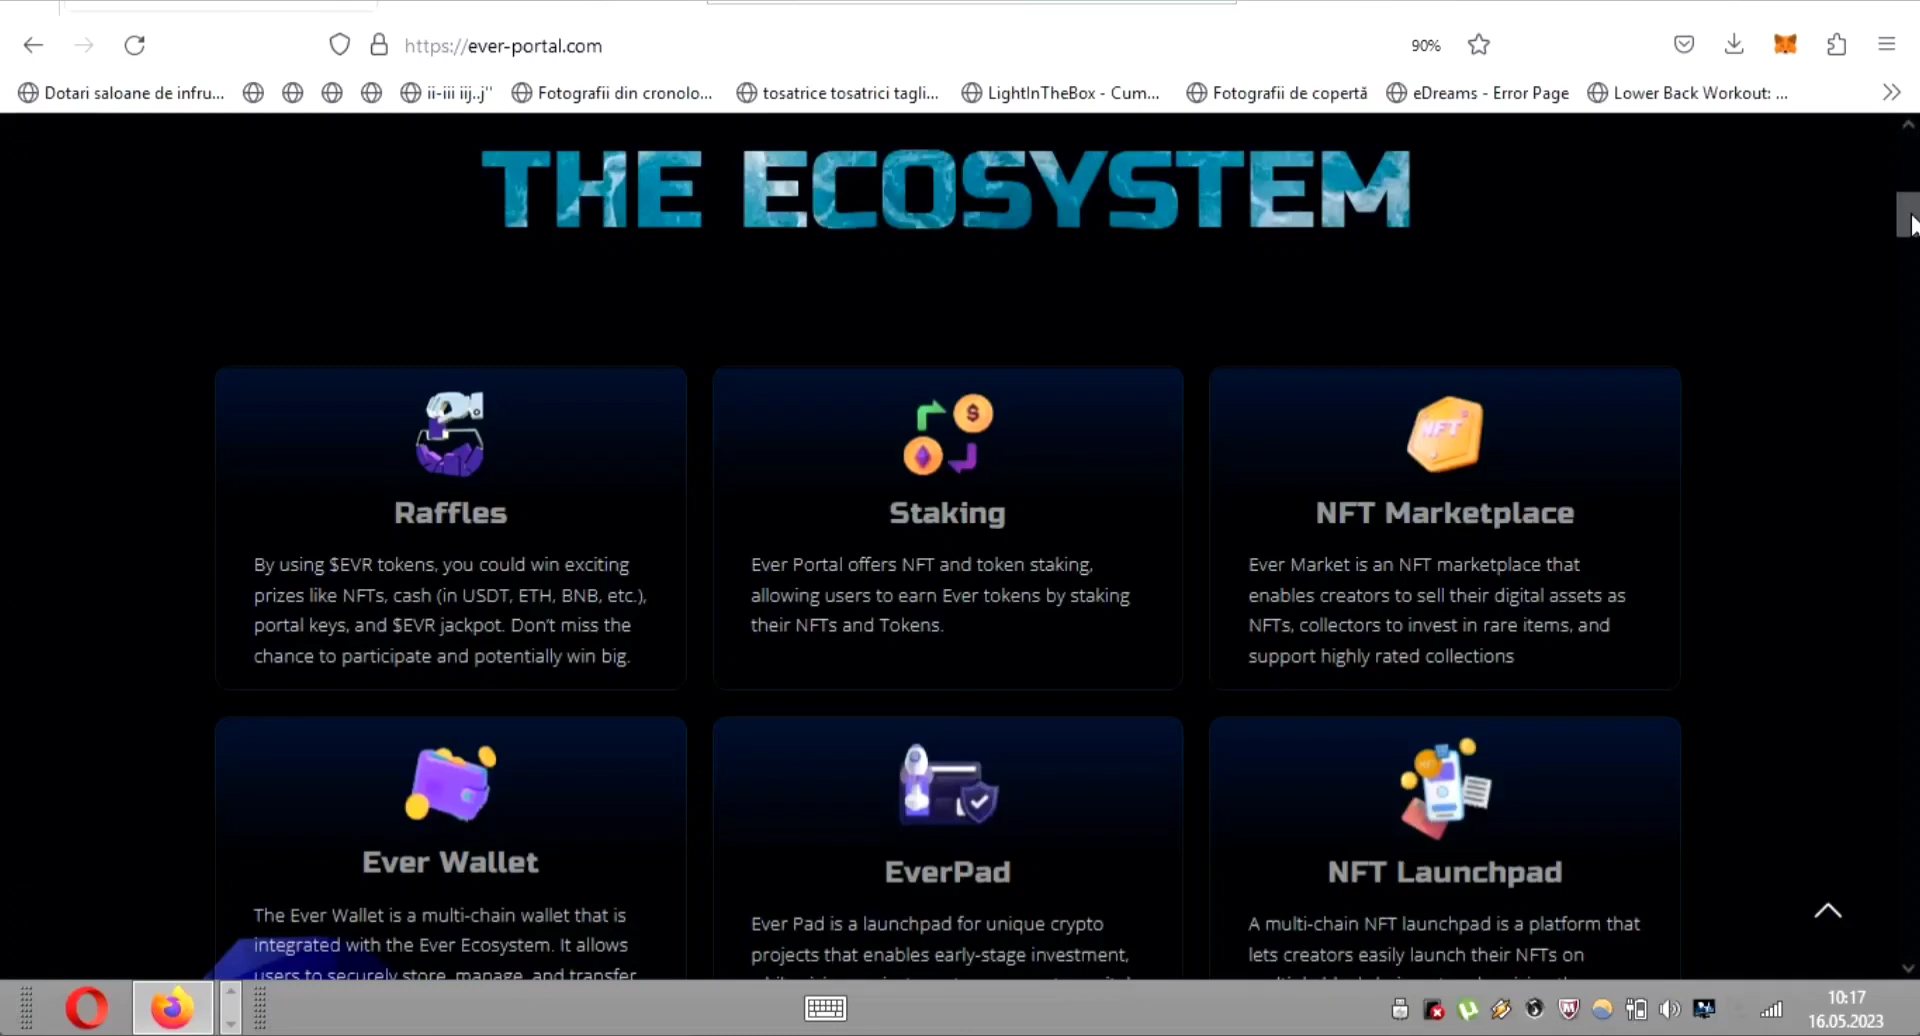 https://ever-portal.com
90%
Dotari saloane de infru...
ii-iii iij..j''
Fotografii din cronolo...
tosatrice tosatrici tagli...
LightInTheBox - Cum...
Fotografii de copertă
eDreams - Error Page
Lower Back Workout: ...
THE ECOSYSTEM
Raffles
By using $EVR tokens, you could win exciting
prizes like NFTs, cash (in USDT, ETH, BNB, etc.),
portal keys, and $EVR jackpot. Don't miss the
chance to participate and potentially win big.
Staking
Ever Portal offers NFT and token staking,
allowing users to earn Ever tokens by staking
their NFTs and Tokens.
NFT
NFT Marketplace
Ever Market is an NFT marketplace that
enables creators to sell their digital assets as
NFTs, collectors to invest in rare items, and
support highly rated collections
Ever Wallet
The Ever Wallet is a multi-chain wallet that is
integrated with the Ever Ecosystem. It allows
users to securely store, manage, and transfer
EverPad
Ever Pad is a launchpad for unique crypto
projects that enables early-stage investment,
NFT Launchpad
A multi-chain NFT launchpad is a platform that
lets creators easily launch their NFTs on
10:17
16.05.2023